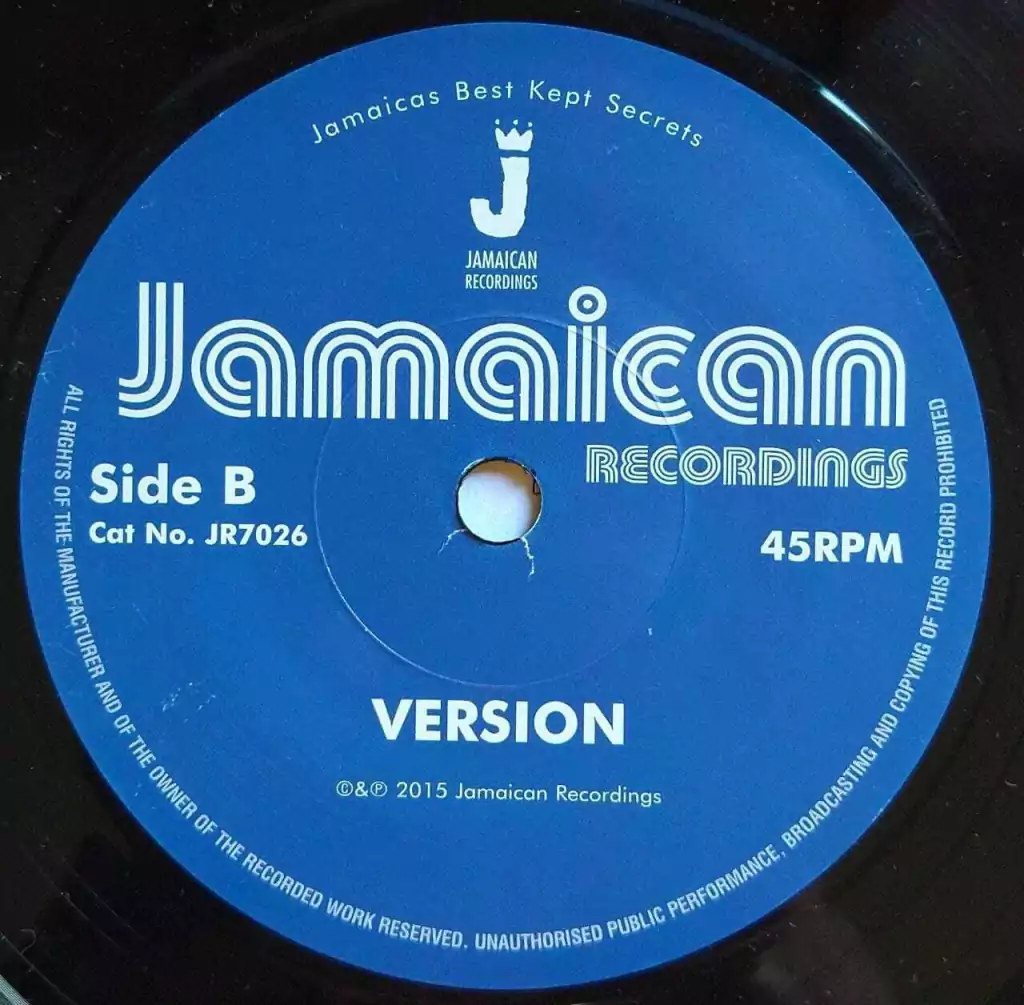 Jamaicas Best Kept Secrets
J
JAMAICAN
RECORDINGS
Jamaican
RECORDINGS
Side B
Cat No. JR7026
45RPM
VERSION
©&℗ 2015 Jamaican Recordings
ALL RIGHTS OF THE MANUFACTURER AND OF THE OWNER OF THE RECORDED WORK RESERVED. UNAUTHORISED PUBLIC PERFORMANCE, BROADCASTING AND COPYING OF THIS RECORD PROHIBITED